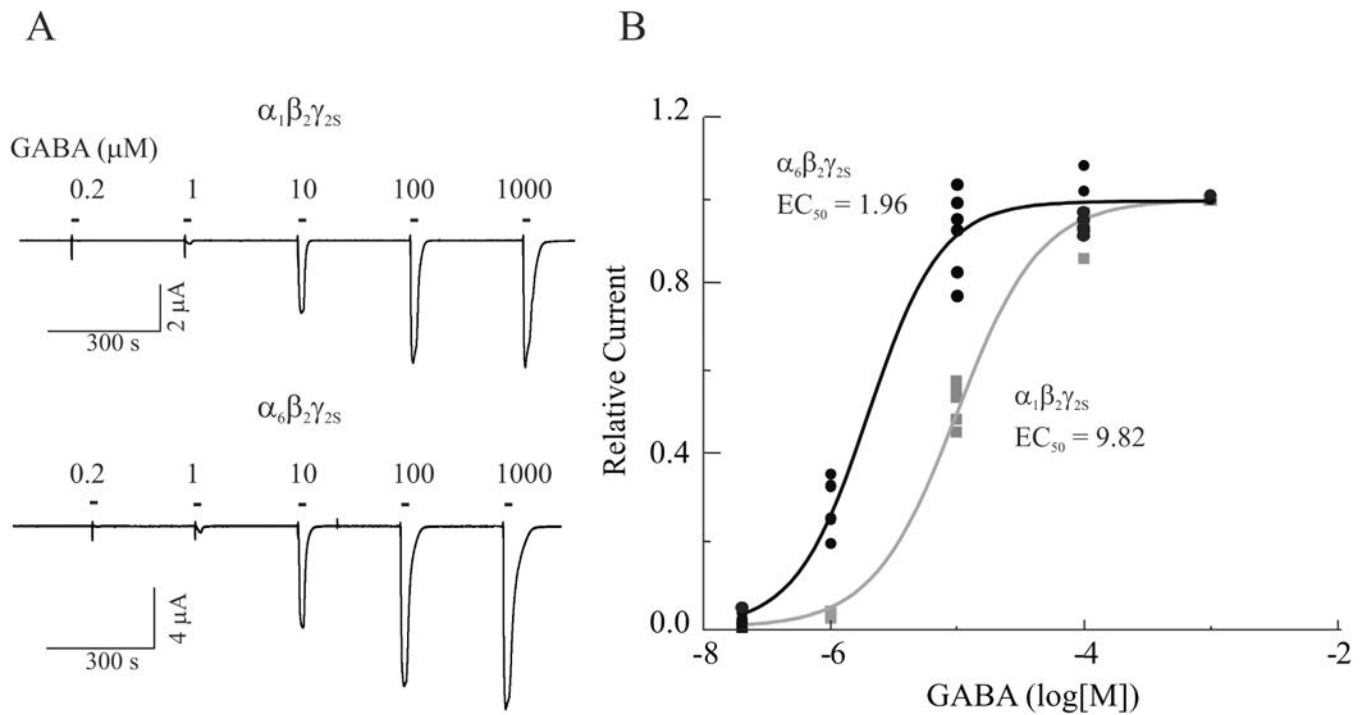 A
α₁β₂γ₂S
GABA (μM)
0.2 1 10 100 1000
2 μA
300 s
α₆β₂γ₂S
0.2 1 10 100 1000
4 μA
300 s
B
1.2
α₆β₂γ₂S
EC₅₀ = 1.96
0.8
Relative Current
α₁β₂γ₂S
EC₅₀ = 9.82
0.4
0.0
-8 -6 -4 -2
GABA (log[M])